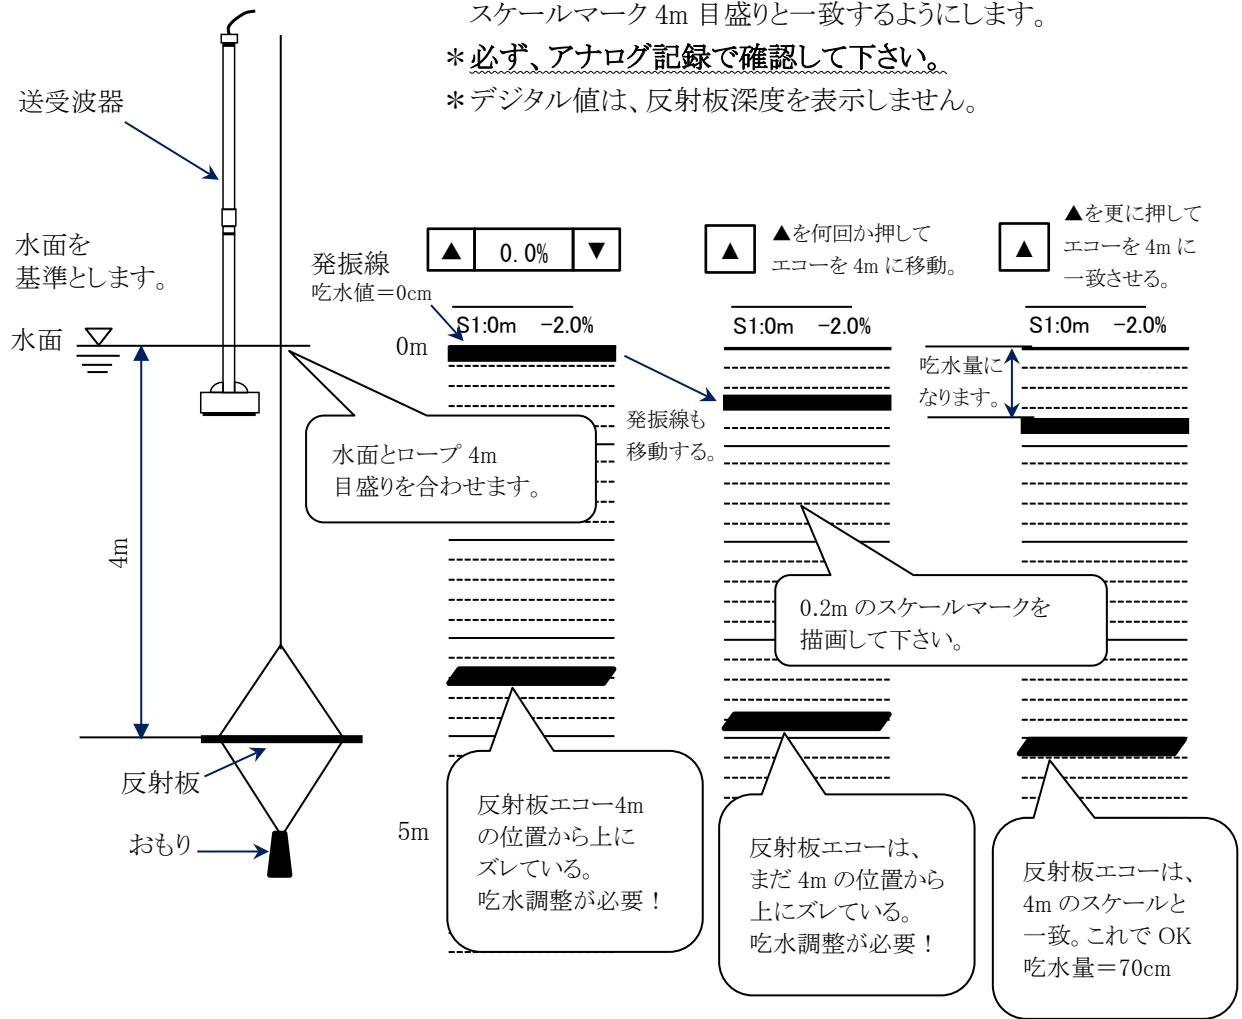 スケールマーク 4m 目盛りと一致するようにします。
＊必ず、アナログ記録で確認して下さい。
＊デジタル値は、反射板深度を表示しません。
送受波器
水面を
基準とします。
水面
4m
反射板
おもり
発振線
吃水値＝0cm
▲ 0.0% ▼
S1:0m −2.0%
0m
水面とロープ 4m
目盛りを合わせます。
5m
反射板エコー4m
の位置から上に
ズレている。
吃水調整が必要！
▲
▲を何回か押して
エコーを 4m に移動。
S1:0m −2.0%
発振線も
移動する。
0.2m のスケールマークを
描画して下さい。
反射板エコーは、
まだ 4m の位置から
上にズレている。
吃水調整が必要！
▲
▲を更に押して
エコーを 4m に
一致させる。
S1:0m −2.0%
吃水量に
なります。
反射板エコーは、
4m のスケールと
一致。これで OK
吃水量＝70cm